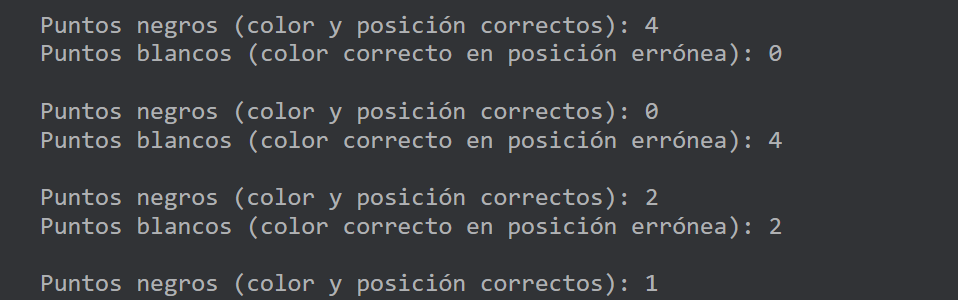 Puntos negros (color y posición correctos): 4
Puntos blancos (color correcto en posición errónea): 0
Puntos negros (color y posición correctos): 0
Puntos blancos (color correcto en posición errónea): 4
Puntos negros (color y posición correctos): 2
Puntos blancos (color correcto en posición errónea): 2
Puntos negros (color y posición correctos): 1